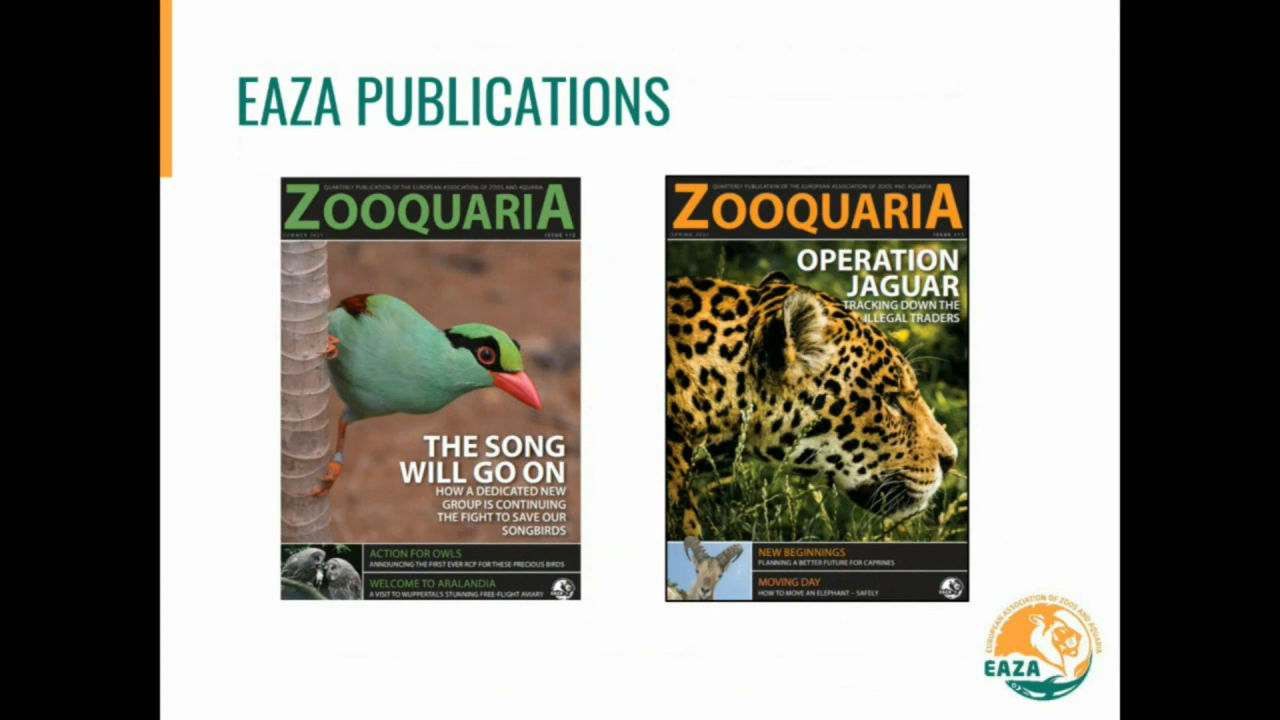 EAZA PUBLICATIONS
QUARTERLY PUBLICATION OF THE EUROPEAN ASSOCIATION OF ZOOS AND AQUARIA
ZOOQUARIA
SUMMER 2021
THE SONG
WILL GO ON
HOW A DEDICATED NEW
GROUP IS CONTINUING
THE FIGHT TO SAVE OUR
SONGBIRDS
ACTION FOR OWLS
ANNOUNCING THE FIRST EVER RCP FOR THESE PRECIOUS BIRDS
WELCOME TO ARALANDIA
A VISIT TO WUPPERTAL'S STUNNING FREE-FLIGHT AVIARY
QUARTERLY PUBLICATION OF THE EUROPEAN ASSOCIATION OF ZOOS AND AQUARIA
ZOOQUARIA
SPRING 2021
OPERATION
JAGUAR
TRACKING DOWN THE
ILLEGAL TRADERS
NEW BEGINNINGS
PLANNING A BETTER FUTURE FOR CAPRINES
MOVING DAY
HOW TO MOVE AN ELEPHANT – SAFELY
EUROPEAN ASSOCIATION OF ZOOS AND AQUARIA
EAZA